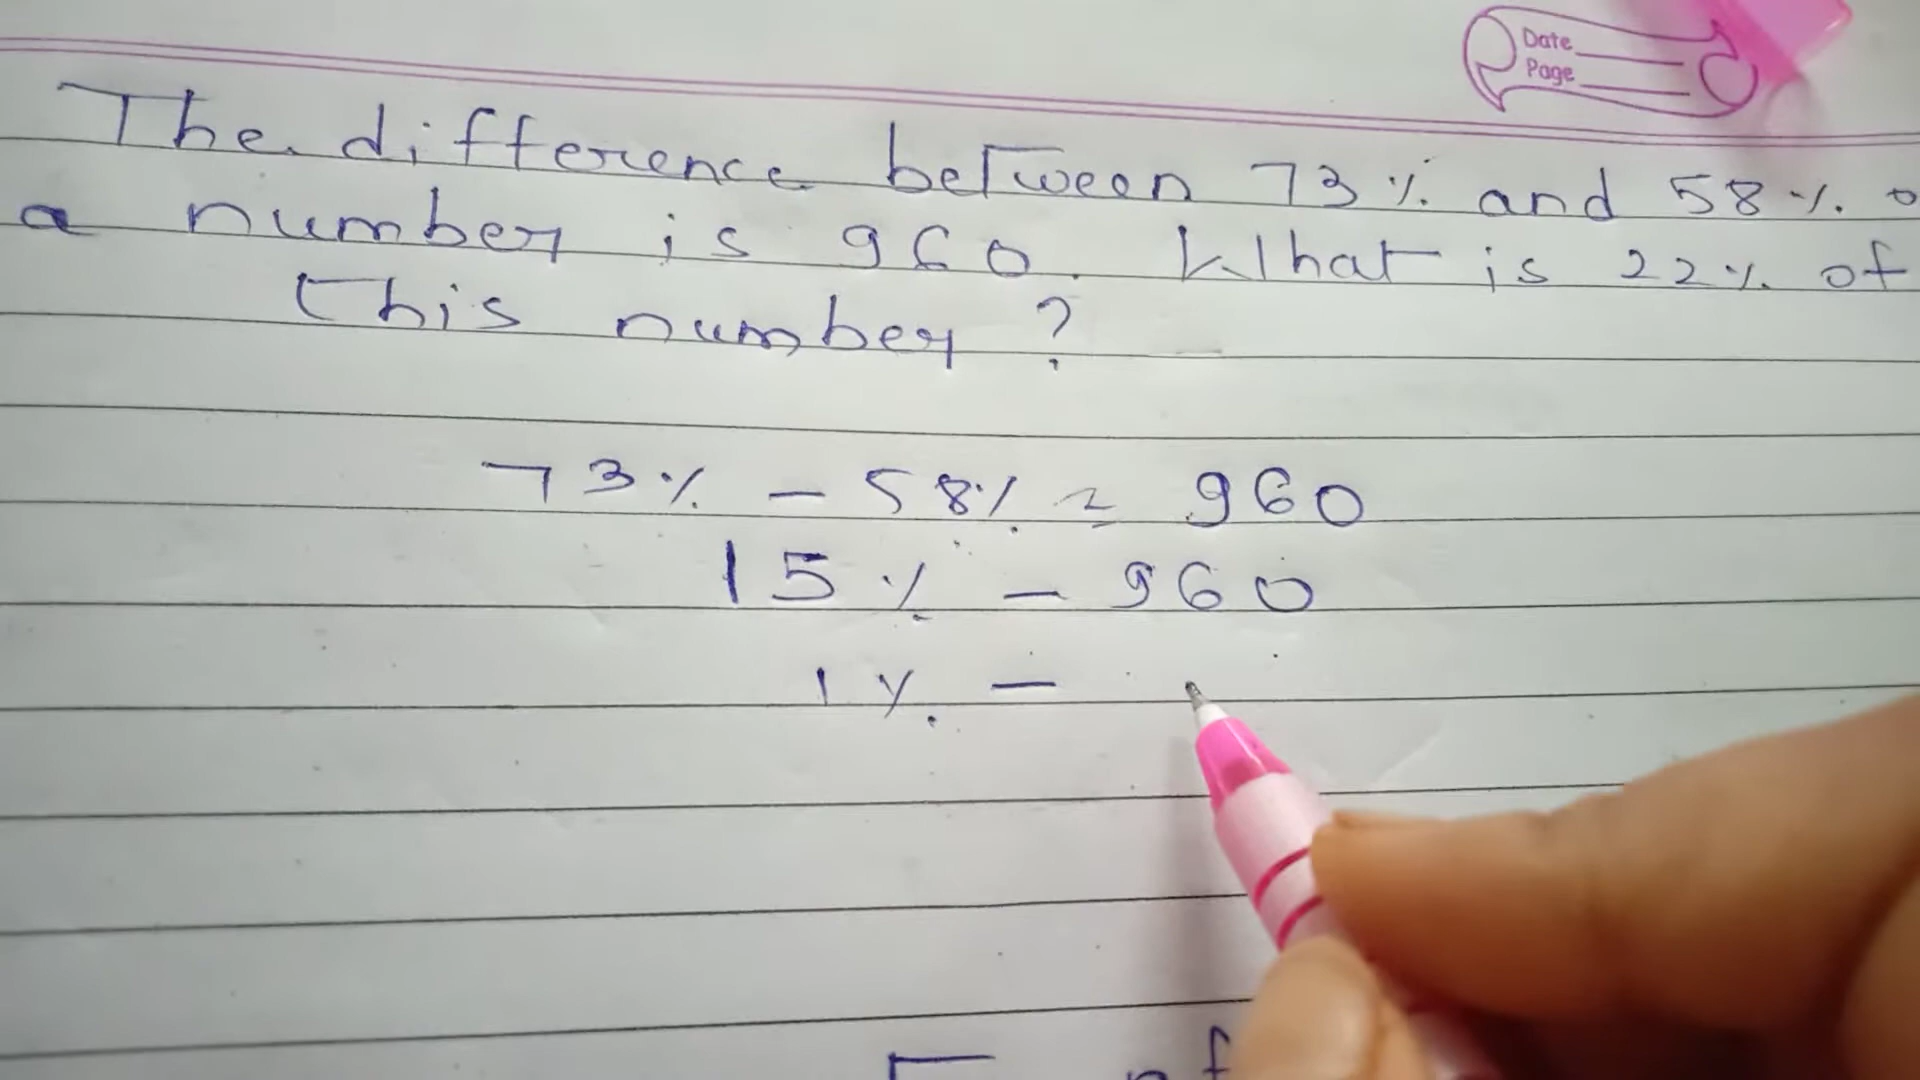 Date
Page
The difference between 73% and 58% o
a number is 960. What is 22% of
this number?
73% - 58% = 960
15% - 960
1% -